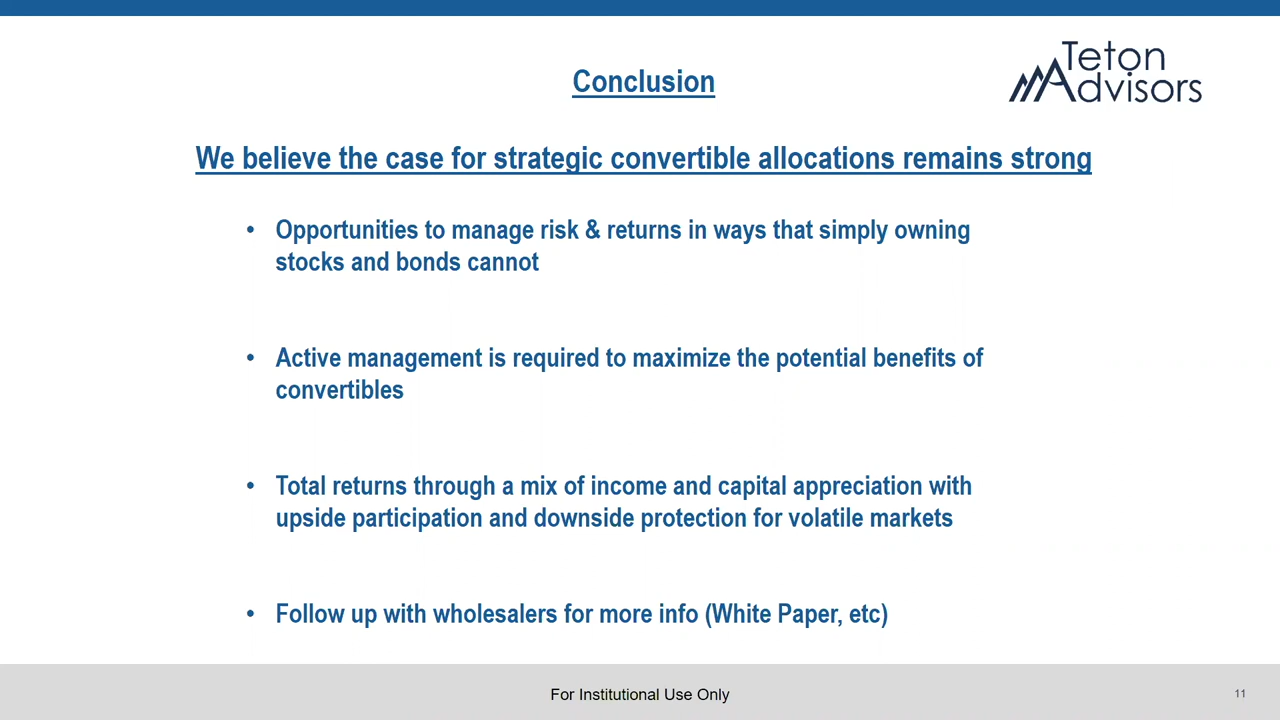 Teton
Advisors
Conclusion
We believe the case for strategic convertible allocations remains strong
• Opportunities to manage risk & returns in ways that simply owning
stocks and bonds cannot
• Active management is required to maximize the potential benefits of
convertibles
• Total returns through a mix of income and capital appreciation with
upside participation and downside protection for volatile markets
• Follow up with wholesalers for more info (White Paper, etc)
For Institutional Use Only
11